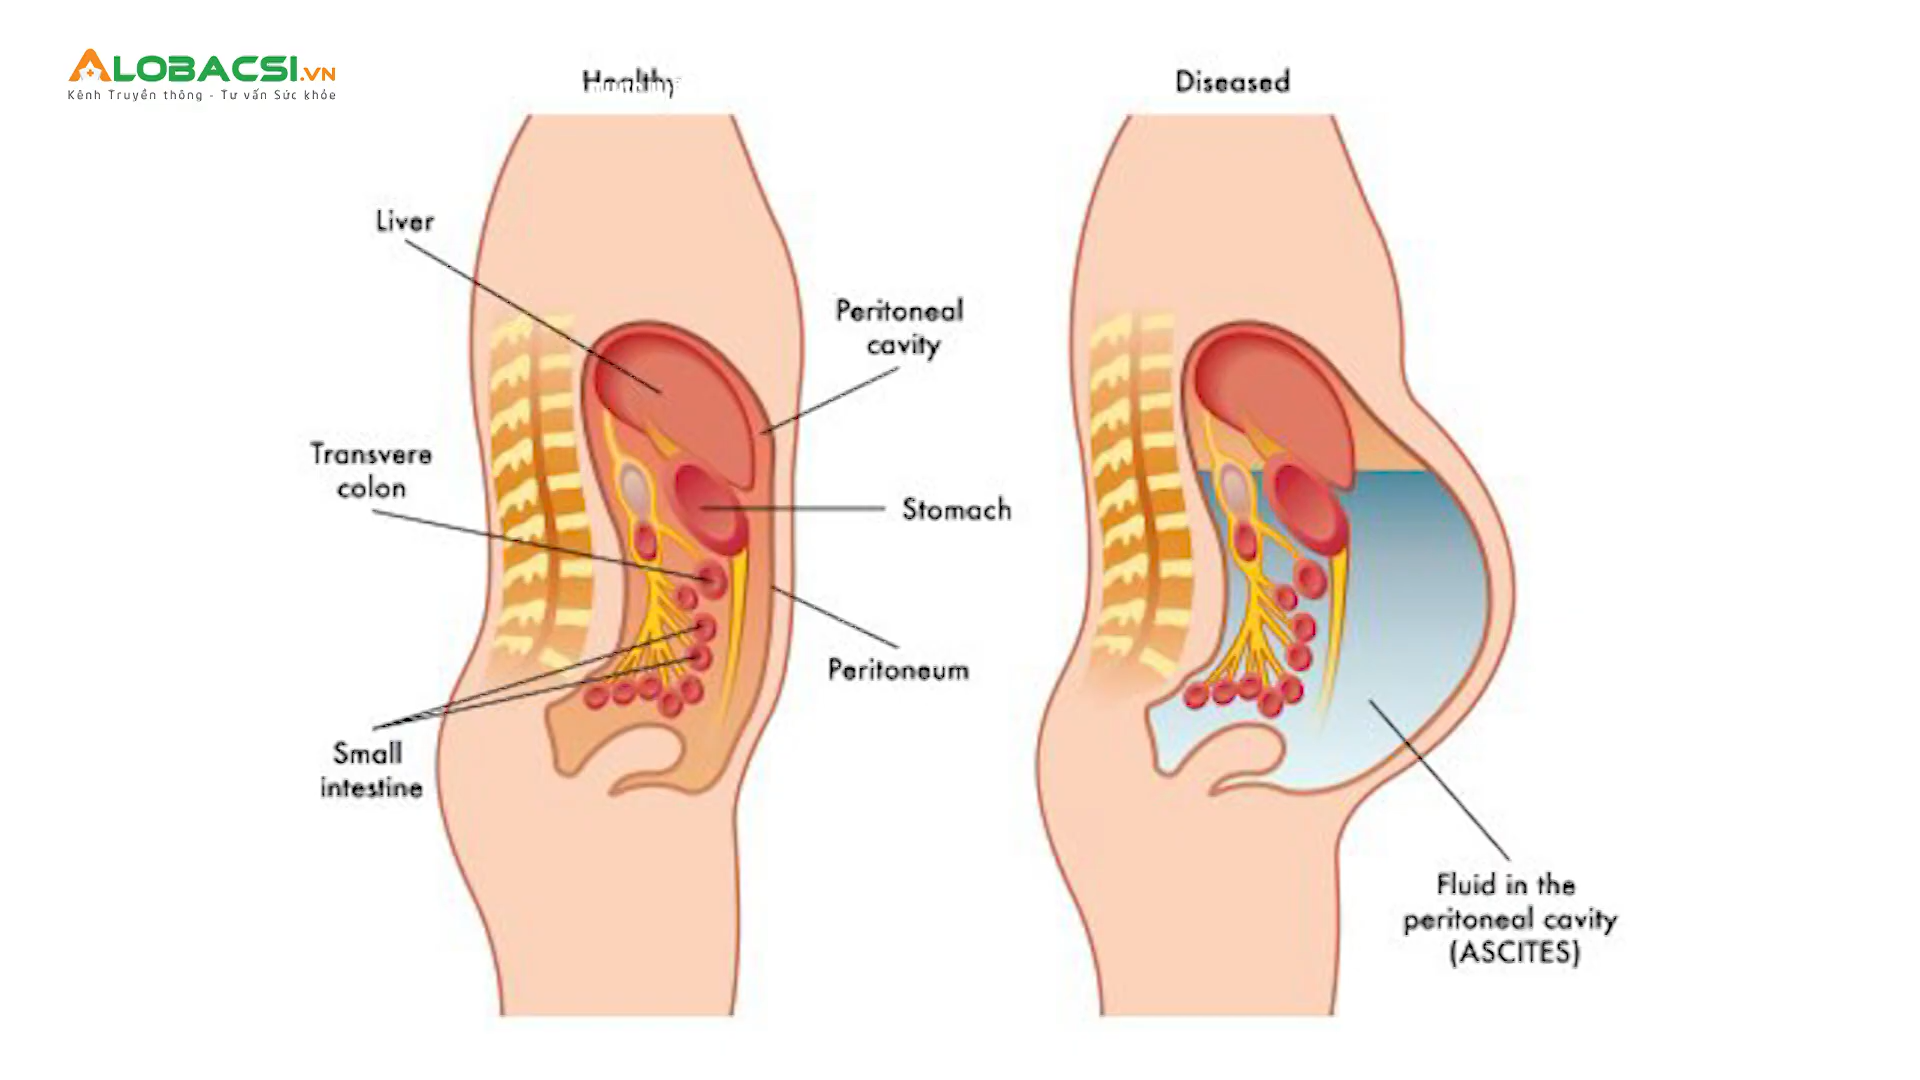 ALOBACSI.VN
Kênh Truyền thông - Tư vấn Sức khỏe
Healthy
Diseased
Liver
Peritoneal
cavity
Transvere
colon
Stomach
Peritoneum
Small
intestine
Fluid in the
peritoneal cavity
(ASCITES)